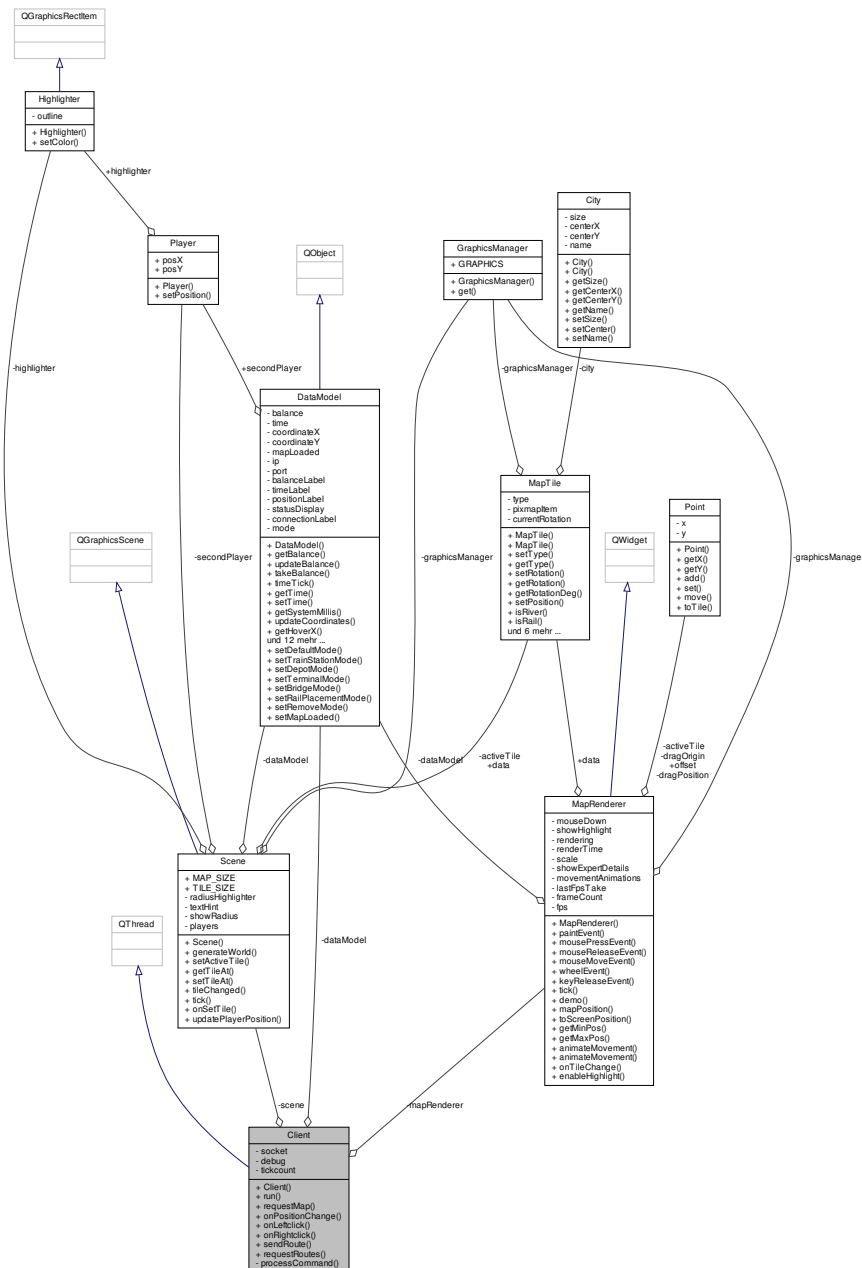 QGraphicsRectItem
Highlighter
- outline
+ Highlighter()
+ setColor()
+highlighter
City
- size
- centerX
- centerY
- name
+ City()
+ City()
+ getSize()
+ getCenterX()
+ getCenterY()
+ getName()
+ setSize()
+ setCenter()
+ setName()
Player
+ posX
+ posY
+ Player()
+ setPosition()
QObject
GraphicsManager
+ GRAPHICS
+ GraphicsManager()
+ get()
-highlighter
+secondPlayer
-graphicsManager
-city
DataModel
- balance
- time
- coordinateX
- coordinateY
- mapLoaded
- ip
- port
- balanceLabel
- timeLabel
- positionLabel
- statusDisplay
- connectionLabel
- mode
+ DataModel()
+ getBalance()
+ updateBalance()
+ takeBalance()
+ timeTick()
+ getTime()
+ setTime()
+ getSystemMillis()
+ updateCoordinates()
+ getHoverX()
und 12 mehr ...
+ setDefaultMode()
+ setTrainStationMode()
+ setDepotMode()
+ setTerminalMode()
+ setBridgeMode()
+ setRailPlacementMode()
+ setRemoveMode()
+ setMapLoaded()
MapTile
- type
- pixmapItem
- currentRotation
+ MapTile()
+ MapTile()
+ setType()
+ getType()
+ setRotation()
+ getRotation()
+ getRotationDeg()
+ setPosition()
+ isRiver()
+ isRail()
und 6 mehr ...
Point
- x
- y
+ Point()
+ getX()
+ getY()
+ add()
+ set()
+ move()
+ toTile()
QGraphicsScene
QWidget
-secondPlayer
-graphicsManager
-graphicsManage
-dataModel
-dataModel
-activeTile
+data
+data
-activeTile
-dragOrigin
+offset
-dragPosition
MapRenderer
- mouseDown
- showHighlight
- rendering
- renderTime
- scale
- showExpertDetails
- movementAnimations
- lastFpsTake
- frameCount
- fps
+ MapRenderer()
+ paintEvent()
+ mousePressEvent()
+ mouseReleaseEvent()
+ mouseMoveEvent()
+ wheelEvent()
+ keyReleaseEvent()
+ tick()
+ demo()
+ mapPosition()
+ toScreenPosition()
+ getMinPos()
+ getMaxPos()
+ animateMovement()
+ animateMovement()
+ onTileChange()
+ enableHighlight()
Scene
+ MAP_SIZE
+ TILE_SIZE
- radiusHighlighter
- textHint
- showRadius
- players
+ Scene()
+ generateWorld()
+ setActiveTile()
+ getTileAt()
+ setTileAt()
+ tileChanged()
+ tick()
+ onSetTile()
+ updatePlayerPosition()
QThread
-dataModel
-scene
-mapRenderer
Client
- socket
- debug
- tickcount
+ Client()
+ run()
+ requestMap()
+ onPositionChange()
+ onLeftclick()
+ onRightclick()
+ sendRoute()
+ requestRoutes()
- processCommand()